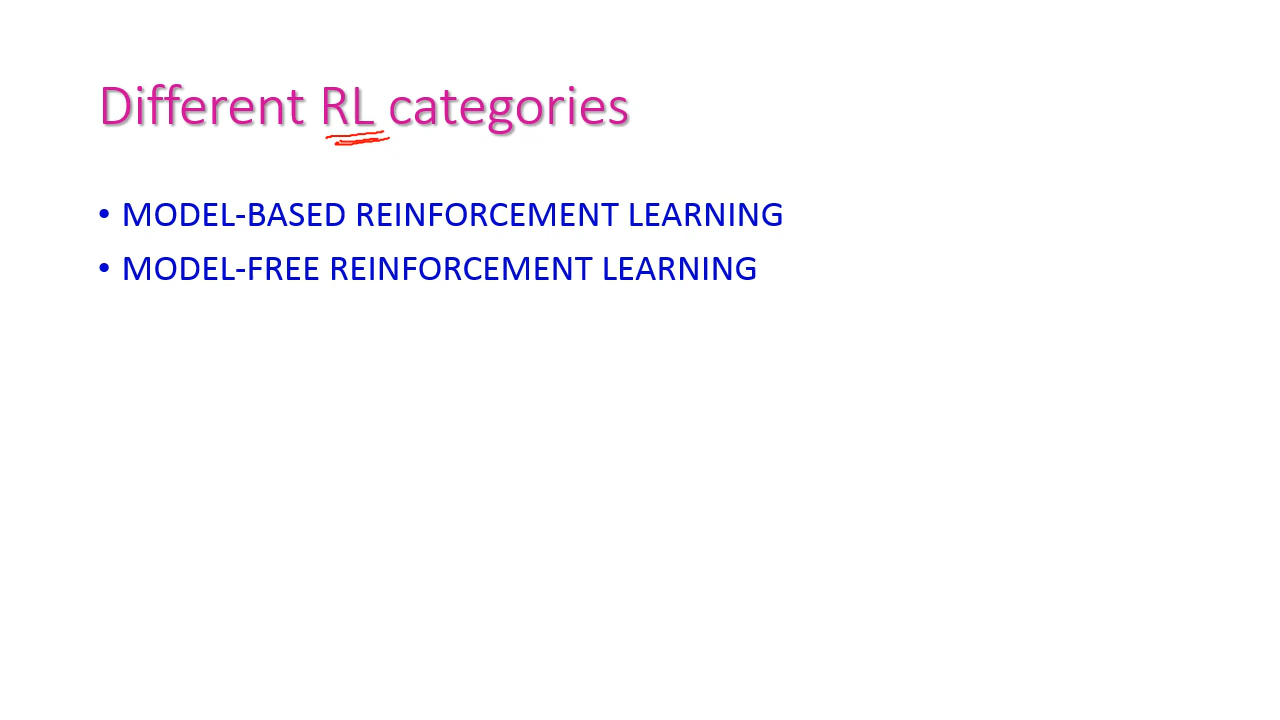 Different RL categories
• MODEL-BASED REINFORCEMENT LEARNING
• MODEL-FREE REINFORCEMENT LEARNING